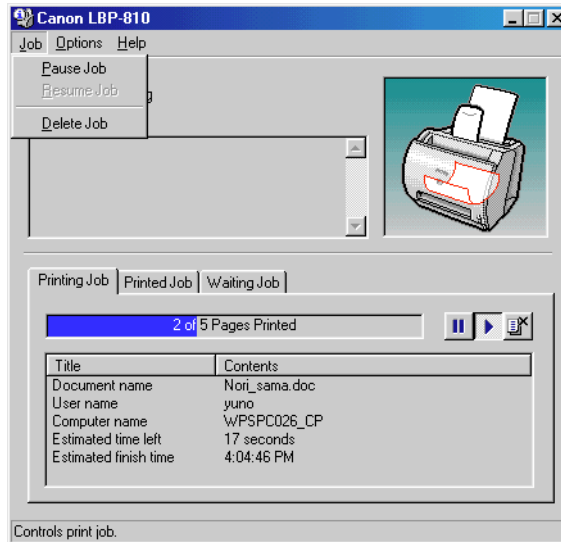 Canon LBP-810
Job Options Help
Pause Job
Resume Job
Delete Job
Printing Job Printed Job Waiting Job
2 of 5 Pages Printed
Title Contents
Document name Nori_sama.doc
User name yuno
Computer name WPSPC026_CP
Estimated time left 17 seconds
Estimated finish time 4:04:46 PM
Controls print job.